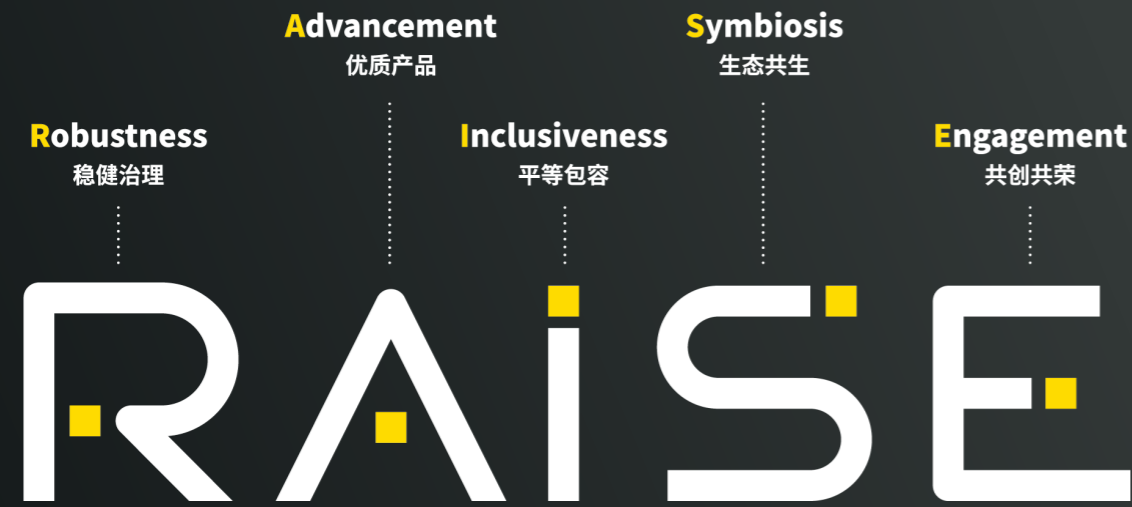 Robustness
稳健治理
Advancement
优质产品
Inclusiveness
平等包容
Symbiosis
生态共生
Engagement
共创共荣
RAiSE